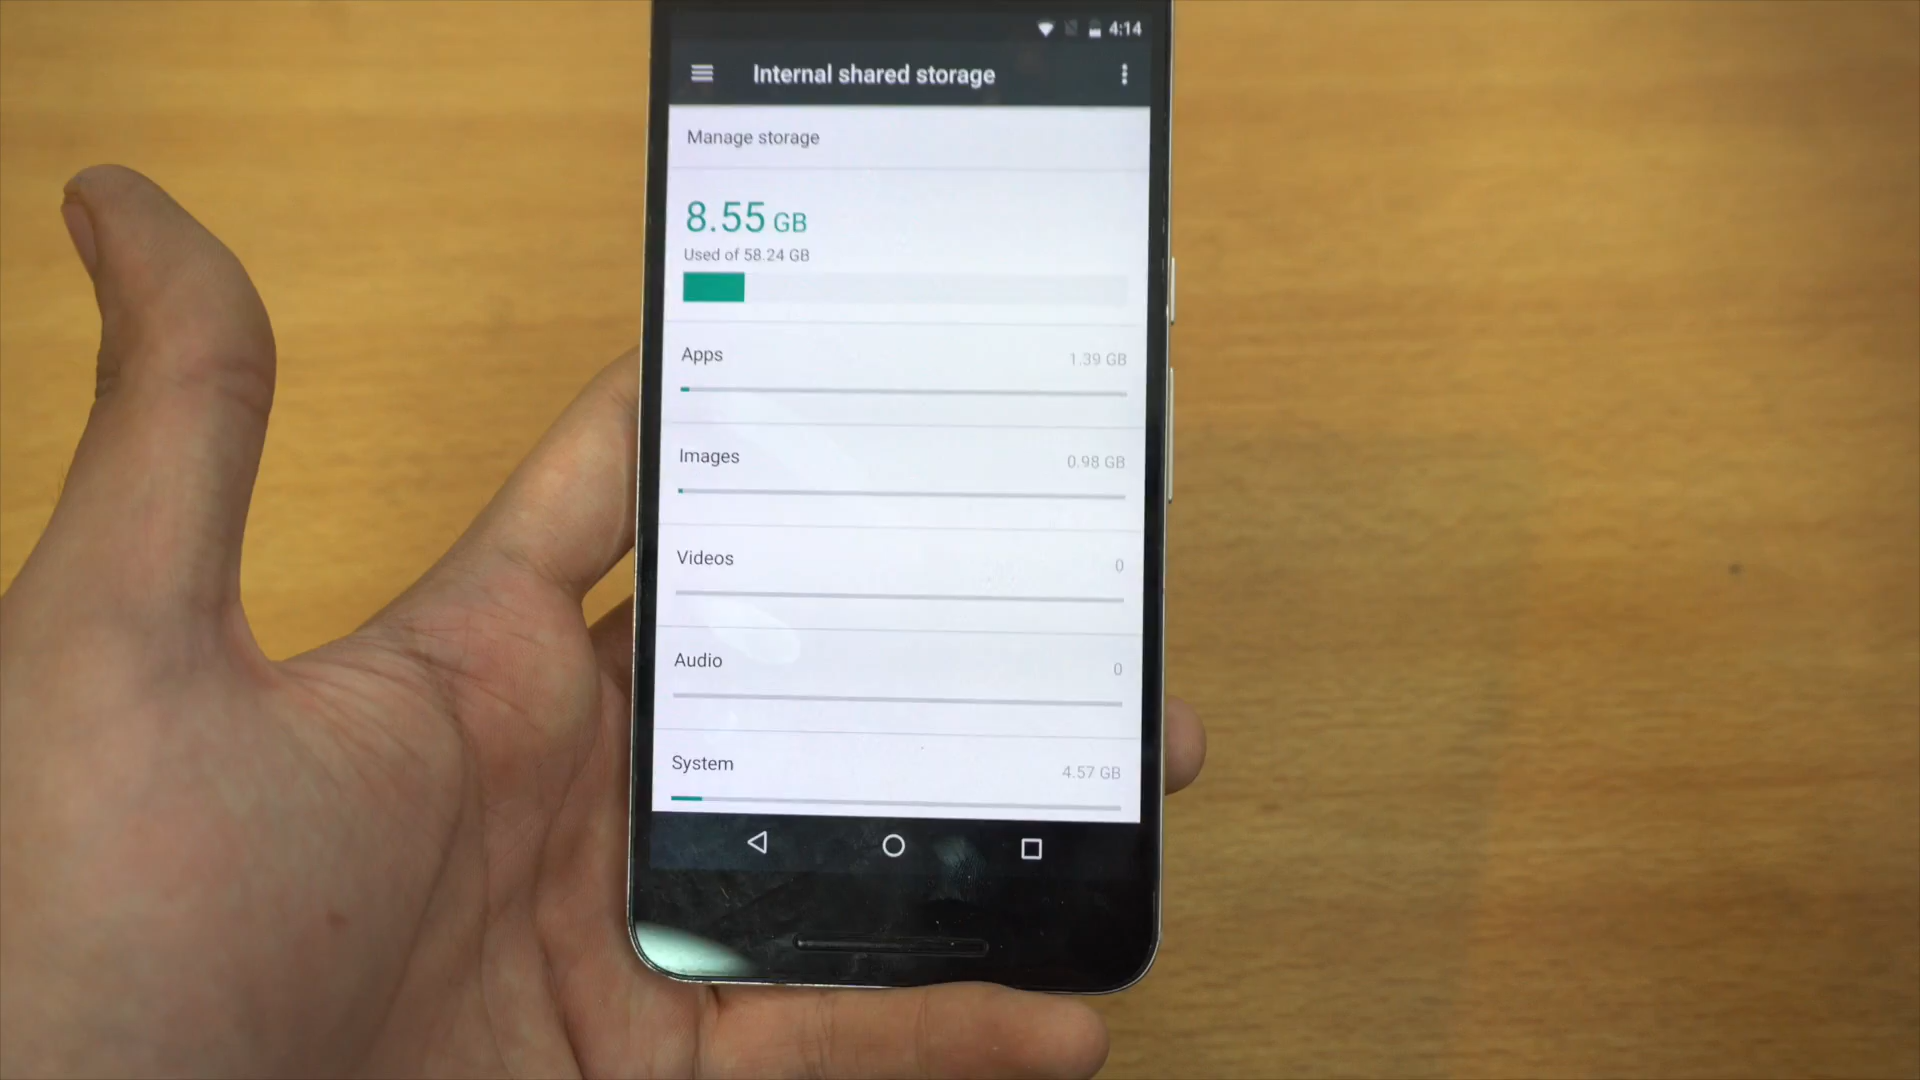 4:14
Internal shared storage
Manage storage
8.55 GB
Used of 58.24 GB
Apps 1.39 GB
Images 0.98 GB
Videos 0
Audio 0
System 4.57 GB